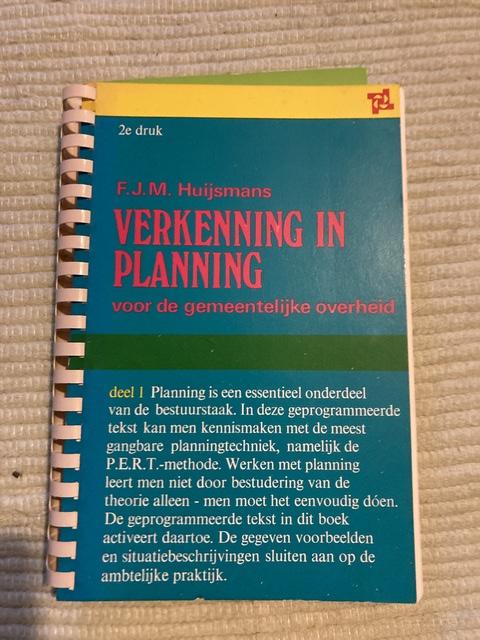 2e druk
F.J.M. Huijsmans
VERKENNING IN
PLANNING
voor de gemeentelijke overheid
deel 1 Planning is een essentieel onderdeel
van de bestuurstaak. In deze geprogrammeerde
tekst kan men kennismaken met de meest
gangbare planningtechniek, namelijk de
P.E.R.T.-methode. Werken met planning
leert men niet door bestudering van de
theorie alleen - men moet het eenvoudig dóen.
De geprogrammeerde tekst in dit boek
activeert daartoe. De gegeven voorbeelden
en situatiebeschrijvingen sluiten aan op de
ambtelijke praktijk.